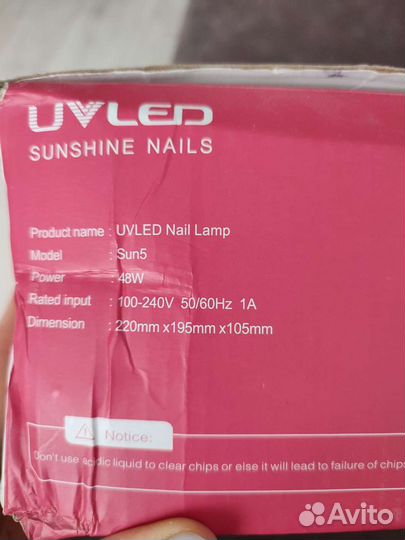 UVLED
SUNSHINE NAILS
Product name : UVLED Nail Lamp
Model : Sun5
Power : 48W
Rated input : 100-240V 50/60Hz 1A
Dimension : 220mm x195mm x105mm
Notice:
Don't use acidic liquid to clear chips or else it will lead to failure of chips
Avito